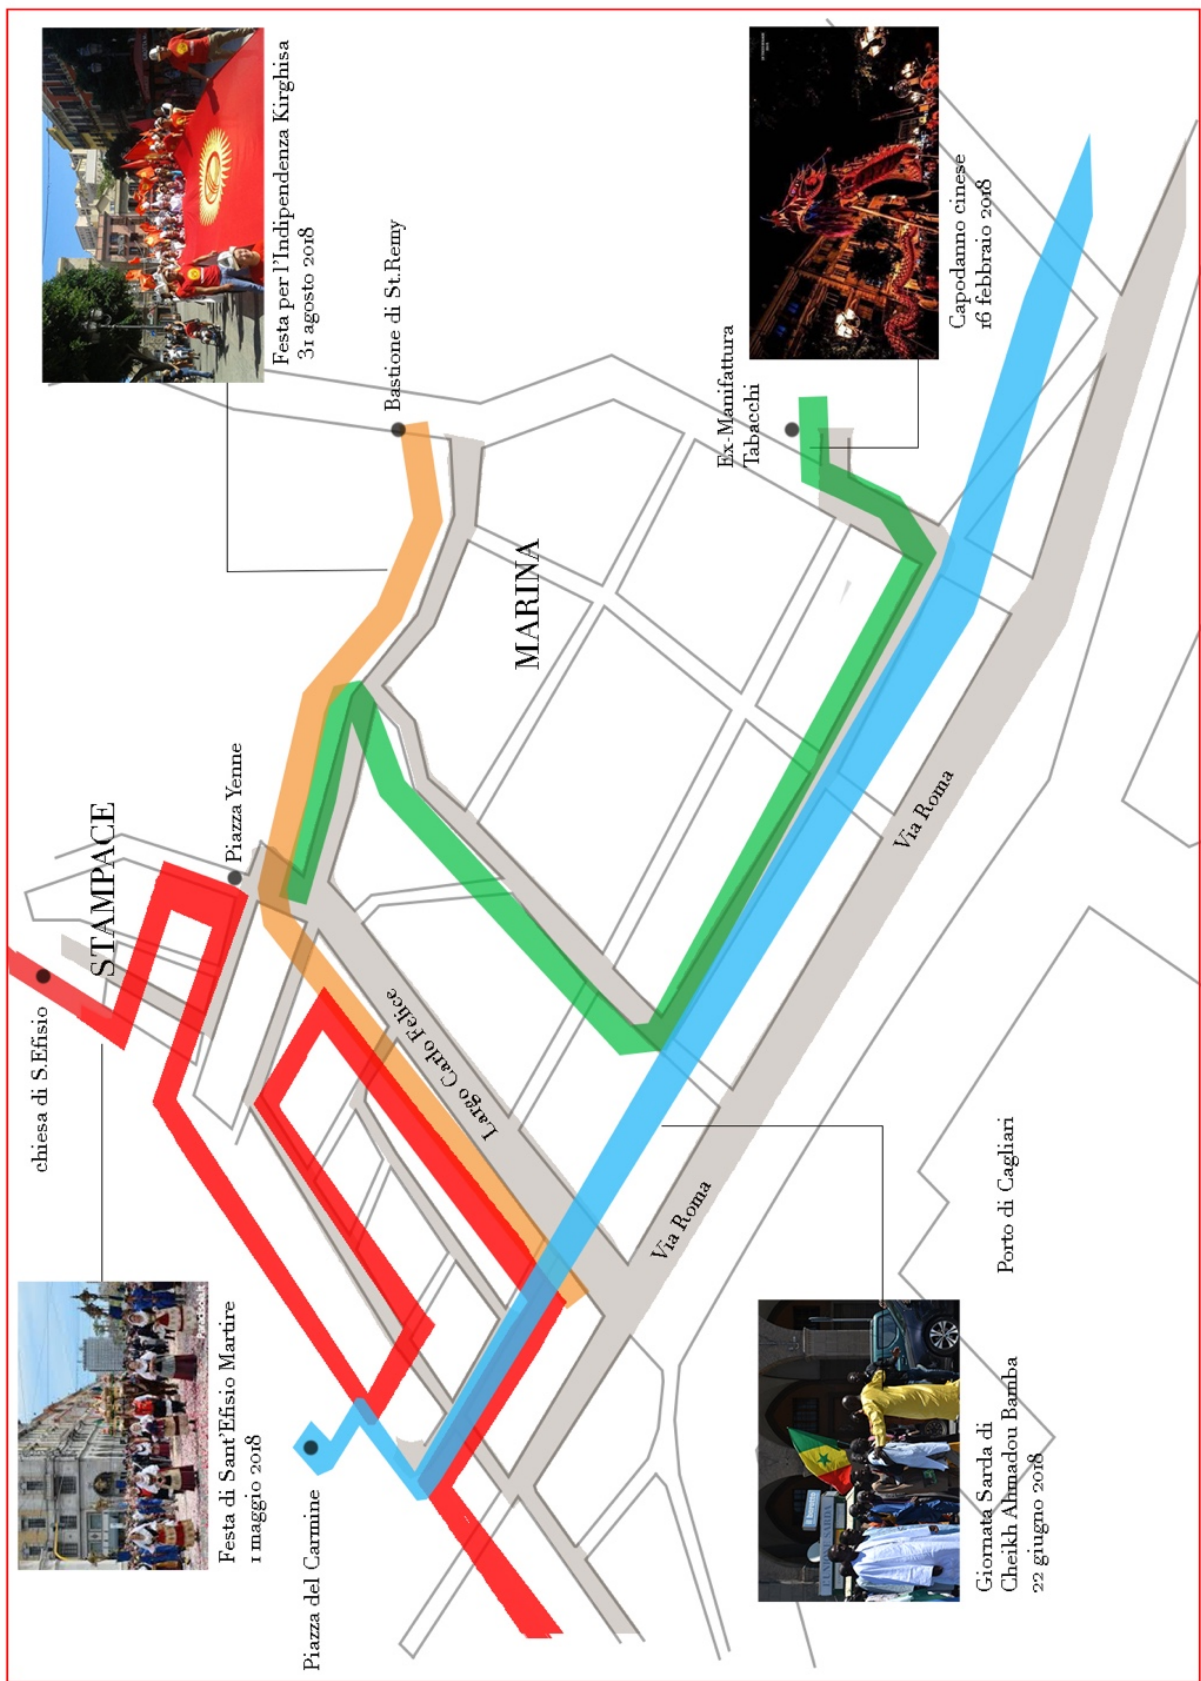 Festa di Sant'Efisio Martire
1 maggio 2018
chiesa di S.Efisio
STAMPACE
Piazza Yenne
Festa per l'Indipendenza Kirghisa
31 agosto 2018
Bastione di St.Remy
Piazza del Carmine
Largo Carlo Felice
MARINA
Ex-Manifattura
Tabacchi
Via Roma
Via Roma
Capodanno cinese
16 febbraio 2018
Giornata Sarda di
Cheikh Ahmadou Bamba
22 giugno 2018
Porto di Cagliari